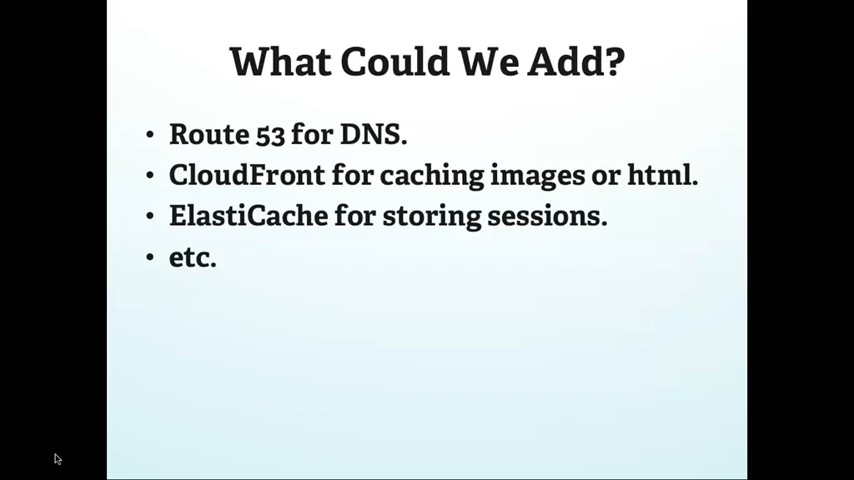 What Could We Add?
• Route 53 for DNS.
• CloudFront for caching images or html.
• ElastiCache for storing sessions.
• etc.